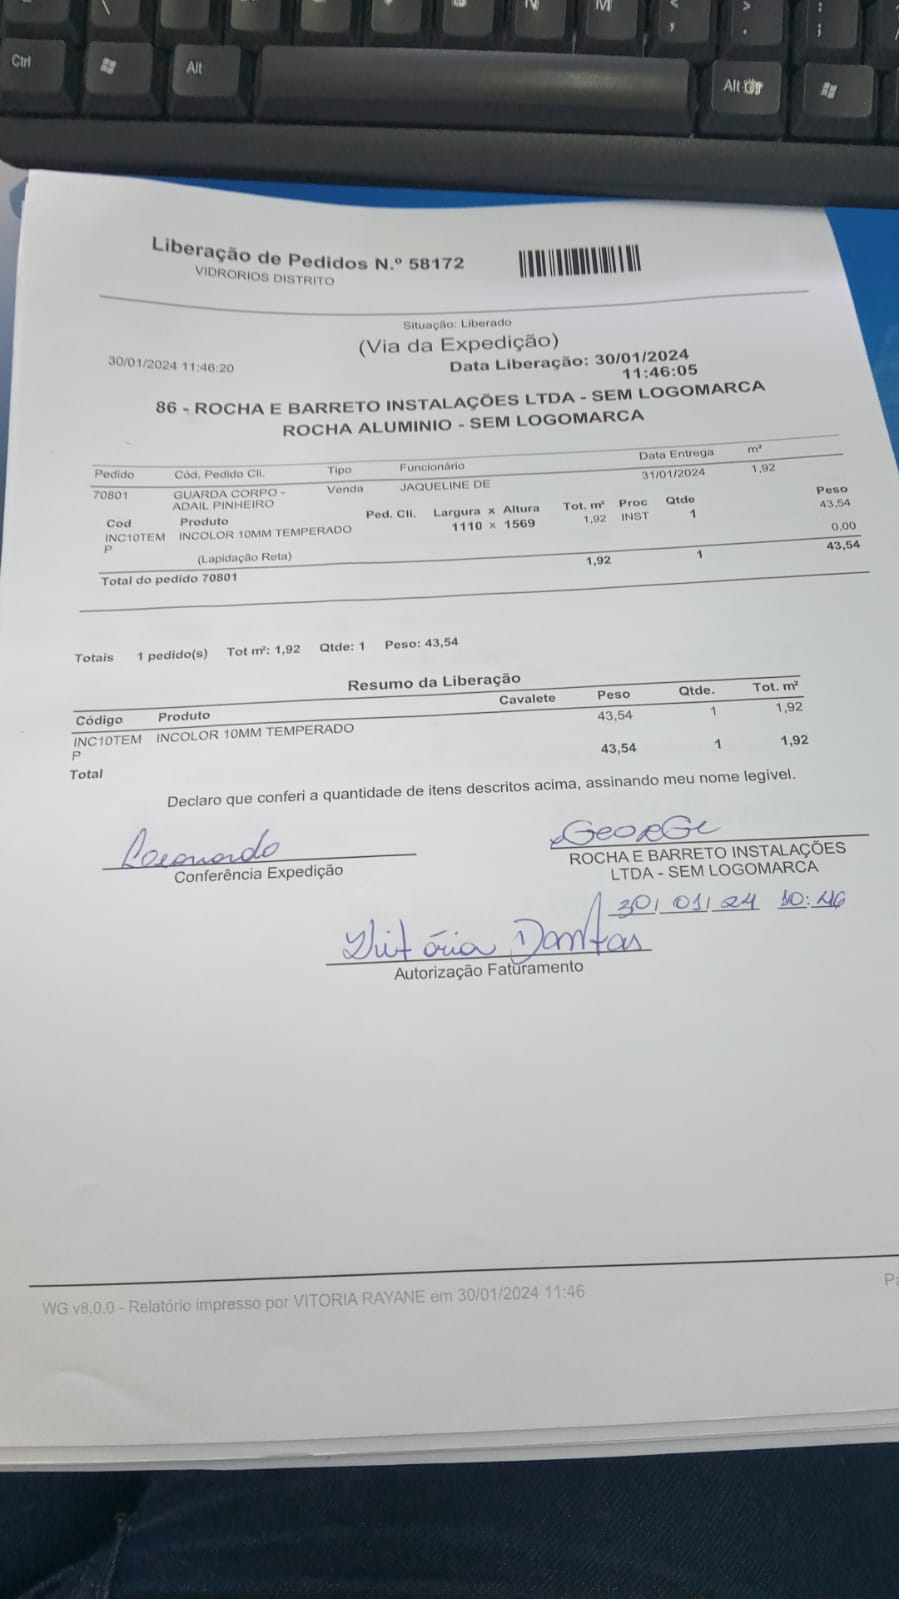 N M < > :
\ , . ;
Ctrl Alt Alt
Liberação de Pedidos N.º 58172
VIDRORIOS DISTRITO
Situação: Liberado
(Via da Expedição)
30/01/2024 11:46:20 Data Liberação: 30/01/2024
11:46:05
86 - ROCHA E BARRETO INSTALAÇÕES LTDA - SEM LOGOMARCA
ROCHA ALUMINIO - SEM LOGOMARCA
Pedido Cód. Pedido Cli. Tipo Funcionário Data Entrega m²
70801 GUARDA CORPO - Venda JAQUELINE DE 31/01/2024 1,92
ADAIL PINHEIRO
Cod Produto Ped. Cli. Largura x Altura Tot. m² Proc Qtde Peso
INC10TEM INCOLOR 10MM TEMPERADO 1110 x 1569 1,92 INST 1 43,54
P
(Lapidação Reta) 0,00
Total do pedido 70801 1,92 1 43,54
Totais 1 pedido(s) Tot m²: 1,92 Qtde: 1 Peso: 43,54
Resumo da Liberação
Código Produto Cavalete Peso Qtde. Tot. m²
INC10TEM INCOLOR 10MM TEMPERADO 43,54 1 1,92
P
Total 43,54 1 1,92
Declaro que conferi a quantidade de itens descritos acima, assinando meu nome legível.
GeorGe
Conferência Expedição
ROCHA E BARRETO INSTALAÇÕES
LTDA - SEM LOGOMARCA
30/01/24 10:46
Vitória Dantas
Autorização Faturamento
WG v8.0.0 - Relatório impresso por VITORIA RAYANE em 30/01/2024 11:46